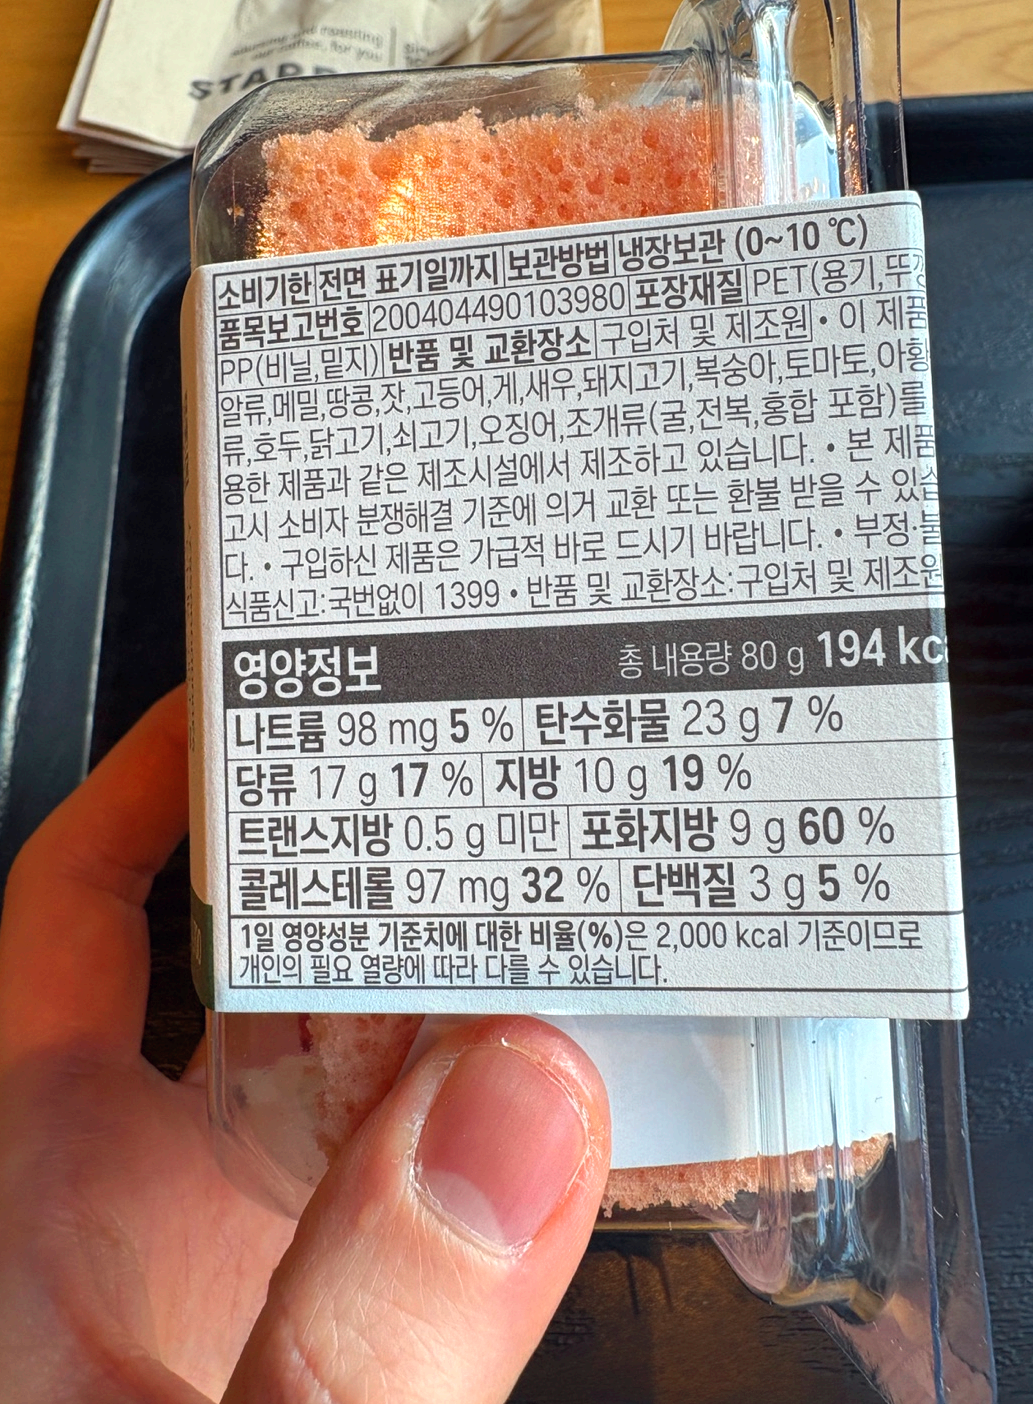 소비기한 전면 표기일까지 보관방법 냉장보관 (0~10 ℃)
품목보고번호 200404490103980 포장재질 PET(용기,뚜
PP(비닐,밑지) 반품 및 교환장소 구입처 및 제조원 • 이 제품
알류,메밀,땅콩,잣,고등어,게,새우,돼지고기,복숭아,토마토,아황
류,호두,닭고기,쇠고기,오징어,조개류(굴,전복,홍합 포함)를
용한 제품과 같은 제조시설에서 제조하고 있습니다. • 본 제품
고시 소비자 분쟁해결 기준에 의거 교환 또는 환불 받을 수 있습
다. • 구입하신 제품은 가급적 바로 드시기 바랍니다. • 부정·불
식품신고:국번없이 1399 • 반품 및 교환장소:구입처 및 제조원
영양정보 총 내용량 80 g 194 kc
나트륨 98 mg 5 % 탄수화물 23 g 7 %
당류 17 g 17 % 지방 10 g 19 %
트랜스지방 0.5 g 미만 포화지방 9 g 60 %
콜레스테롤 97 mg 32 % 단백질 3 g 5 %
1일 영양성분 기준치에 대한 비율(%)은 2,000 kcal 기준이므로
개인의 필요 열량에 따라 다를 수 있습니다.